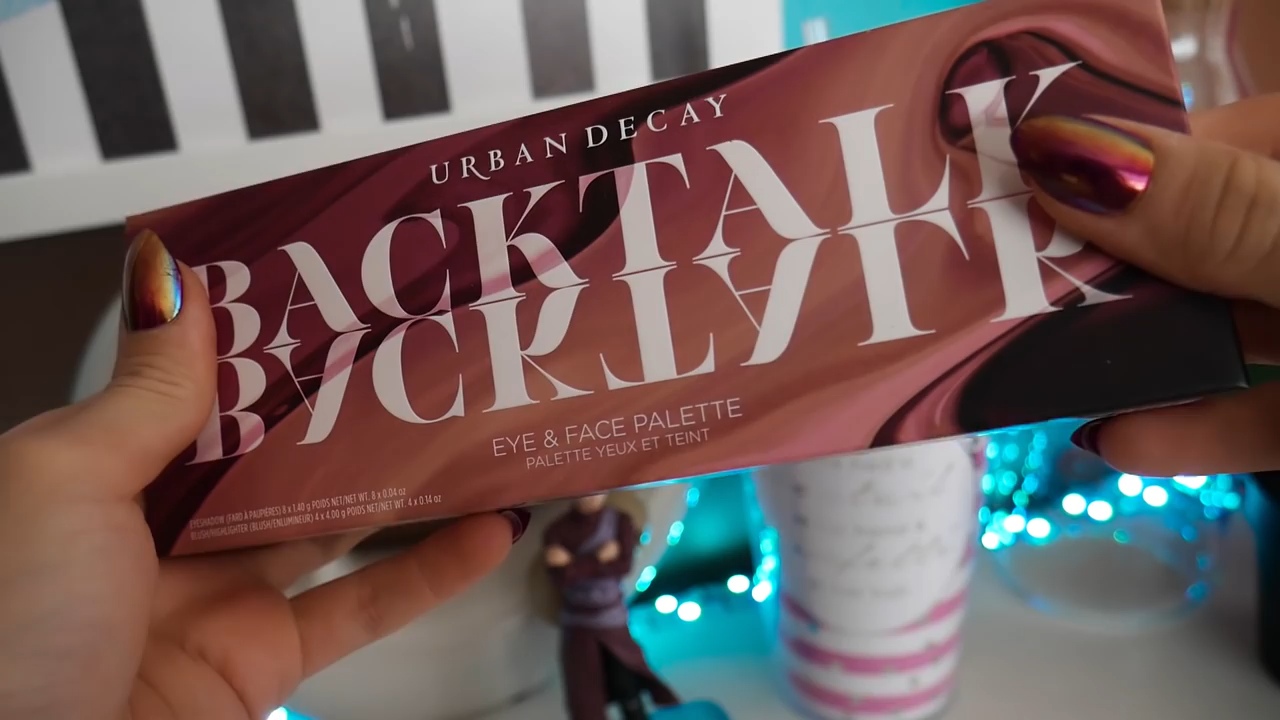 URBAN DECAY
BACKTALK
BACKTALK
EYE & FACE PALETTE
PALETTE YEUX ET TEINT
EYESHADOW (FARD À PAUPIÈRES) 8 x 1.40 g POIDS NET/NET WT. 8 x 0.04 oz
BLUSH/HIGHLIGHTER (BLUSH/ENLUMINEUR) 4 x 4.00 g POIDS NET/NET WT. 4 x 0.14 oz